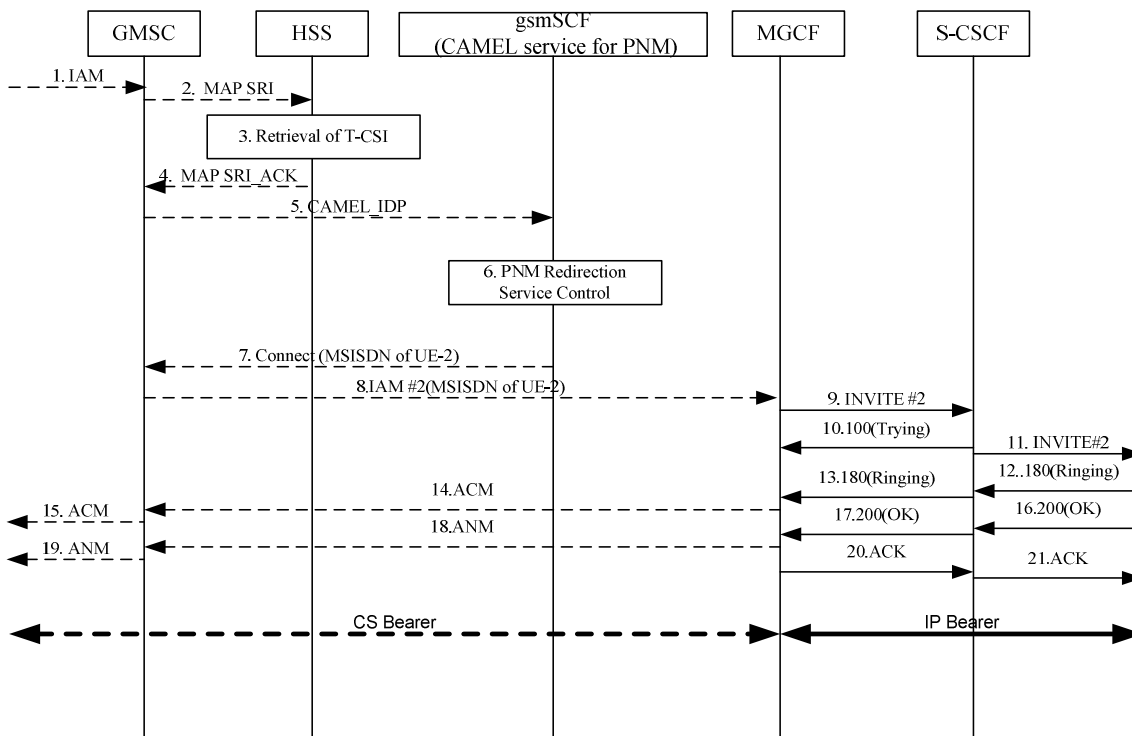 GMSC
HSS
gsmSCF
(CAMEL service for PNM)
MGCF
S-CSCF
1. IAM
2. MAP SRI
3. Retrieval of T-CSI
4. MAP SRI_ACK
5. CAMEL_IDP
6. PNM Redirection
Service Control
7. Connect (MSISDN of UE-2)
8.IAM #2(MSISDN of UE-2)
9. INVITE #2
10.100(Trying)
11. INVITE#2
12..180(Ringing)
13.180(Ringing)
14.ACM
15. ACM
16.200(OK)
17.200(OK)
18.ANM
19. ANM
20.ACK
21.ACK
CS Bearer
IP Bearer